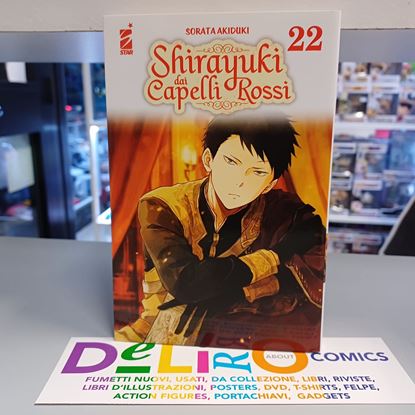 SORATA AKIDUKI
22
STAR
Shirayuki
dai
Capelli Rossi
DeLiRO ABOUT COMICS
FUMETTI NUOVI, USATI, DA COLLEZIONE, LIBRI, RIVISTE,
LIBRI D'ILLUSTRAZIONI, POSTERS, DVD, T-SHIRTS, FELPE,
ACTION FIGURES, PORTACHIAVI, GADGETS